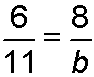 6/11 = 8/b